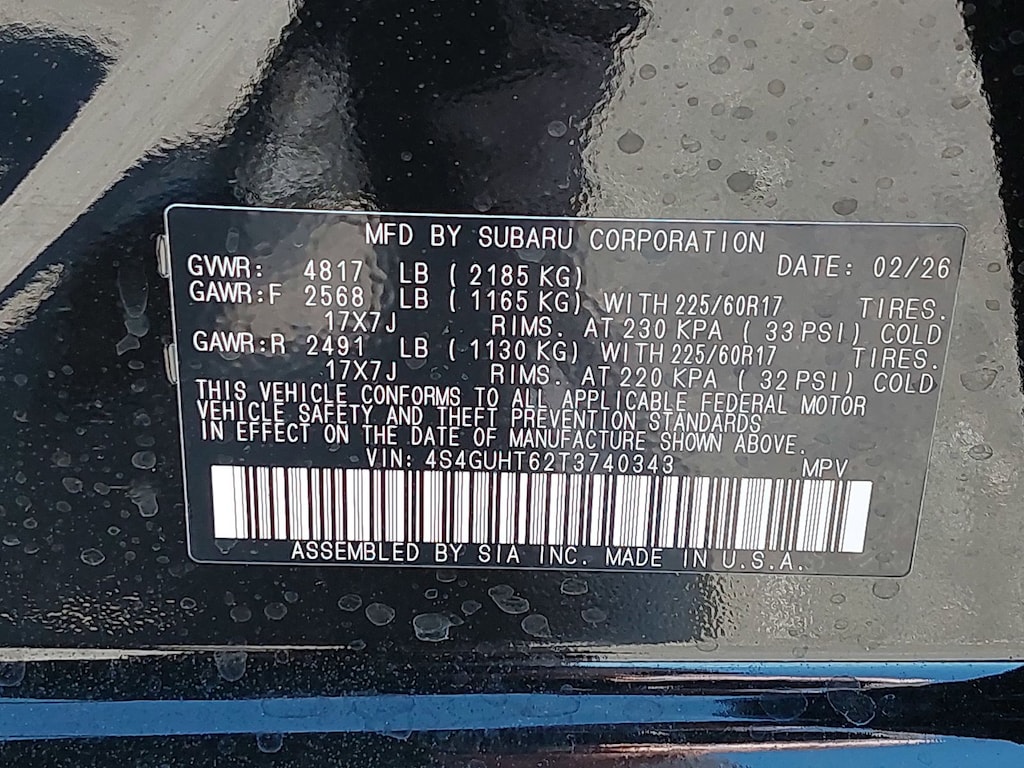 MFD BY SUBARU CORPORATION
GVWR: 4817 LB ( 2185 KG) DATE: 02/26
GAWR:F 2568 LB ( 1165 KG) WITH 225/60R17 TIRES.
17X7J RIMS. AT 230 KPA ( 33 PSI) COLD
GAWR:R 2491 LB ( 1130 KG) WITH 225/60R17 TIRES.
17X7J RIMS. AT 220 KPA ( 32 PSI) COLD
THIS VEHICLE CONFORMS TO ALL APPLICABLE FEDERAL MOTOR
VEHICLE SAFETY AND THEFT PREVENTION STANDARDS
IN EFFECT ON THE DATE OF MANUFACTURE SHOWN ABOVE.
VIN: 4S4GUHT62T3740343 MPV
ASSEMBLED BY SIA INC. MADE IN U.S.A.